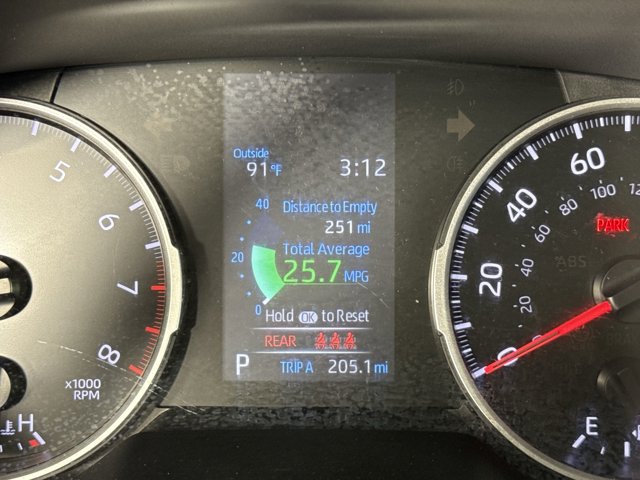 Outside
91°F 3:12
40 Distance to Empty
251 mi
Total Average
20 25.7 MPG
0
Hold OK to Reset
REAR
P TRIP A 205.1 mi
5
6
7
8
x1000
RPM
H
60
40
20
0
100
80
60
40
20
PARK
ABS
E